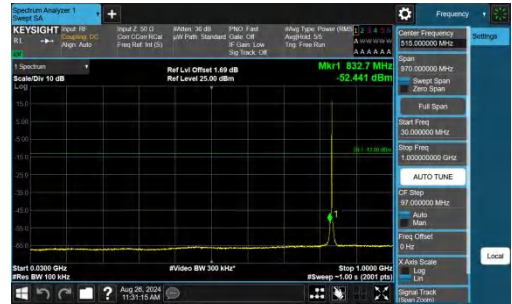 Spectrum Analyzer 1
Swept SA
+
Frequency
KEYSIGHT Input: RF
Coupling: DC
Align: Auto
Input Z: 50 Ω
Corr CCorr RCal
Freq Ref: Int (S)
#Atten: 30 dB
µW Path: Standard
PNO: Fast
Gate: Off
IF Gain: Low
Sig Track: Off
#Avg Type: Power (RMS)
Avg|Hold: 5/5
Trig: Free Run
1 2 3 4 5 6
A W W W W W
A A A A A A
Center Frequency
515.000000 MHz
Settings
Span
970.000000 MHz
Swept Span
Zero Span
Full Span
Start Freq
30.000000 MHz
Stop Freq
1.000000000 GHz
AUTO TUNE
CF Step
97.000000 MHz
Auto
Man
Freq Offset
0 Hz
X Axis Scale
Log
Lin
Signal Track
(Span Zoom)
Local
1 Spectrum
Scale/Div 10 dB
Log
Ref Lvl Offset 1.69 dB
Ref Level 25.00 dBm
Mkr1 832.7 MHz
-52.441 dBm
15.0
5.00
-5.00
-15.0
-25.0
-35.0
-45.0
-55.0
-65.0
1
Start 0.0300 GHz
#Res BW 100 kHz
#Video BW 300 kHz*
Stop 1.0000 GHz
#Sweep ~1.00 s (2001 pts)
?
Aug 26, 2024
11:31:15 AM